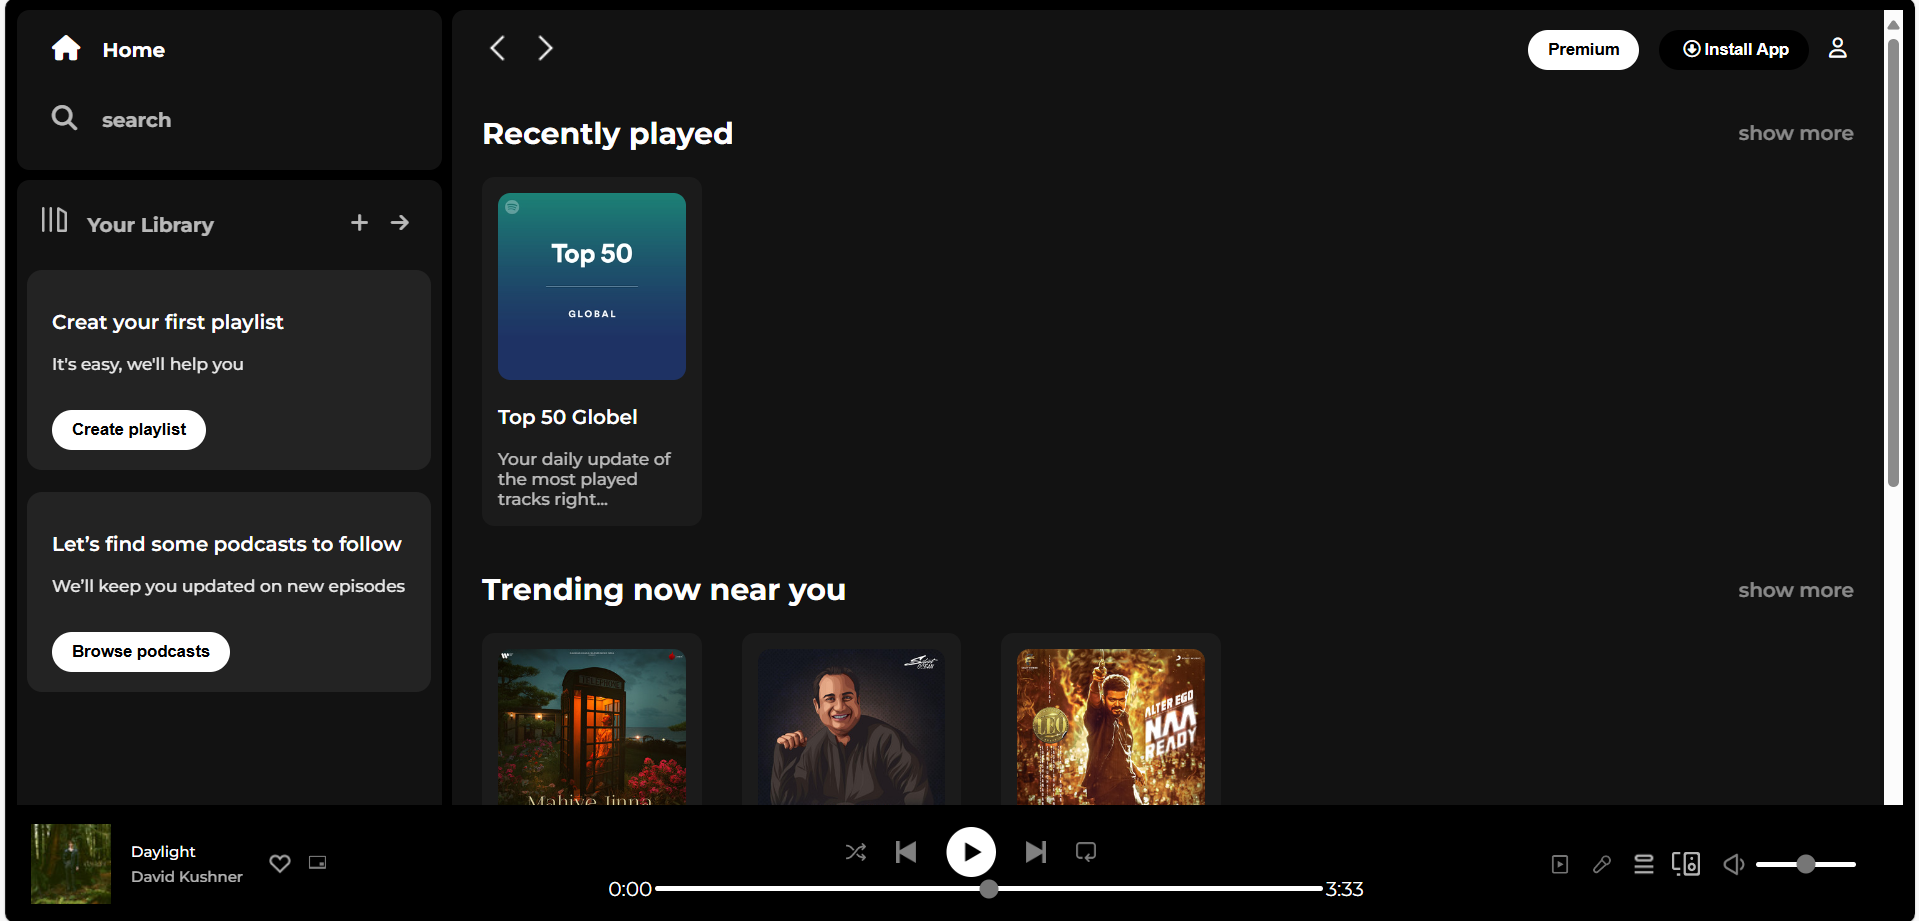 Home
search
Your Library
Creat your first playlist
It's easy, we'll help you
Create playlist
Let's find some podcasts to follow
We'll keep you updated on new episodes
Browse podcasts
Premium
Install App
Recently played
show more
Top 50
GLOBAL
Top 50 Globel
Your daily update of
the most played
tracks right...
Trending now near you
show more
TELEPHONE
Mahiye Jinna
ALTER EGO
NAA
READY
LEO
Daylight
David Kushner
0:00
3:33